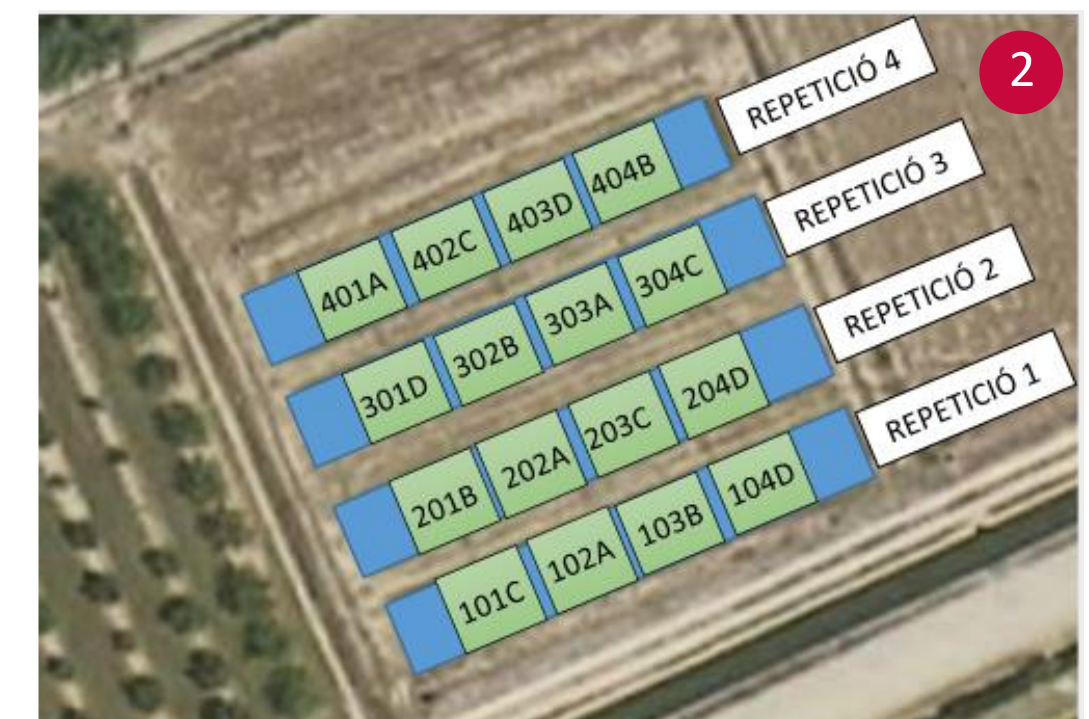 2
REPETICIÓ 4
401A 402C 403D 404B
REPETICIÓ 3
301D 302B 303A 304C
REPETICIÓ 2
201B 202A 203C 204D
REPETICIÓ 1
101C 102A 103B 104D